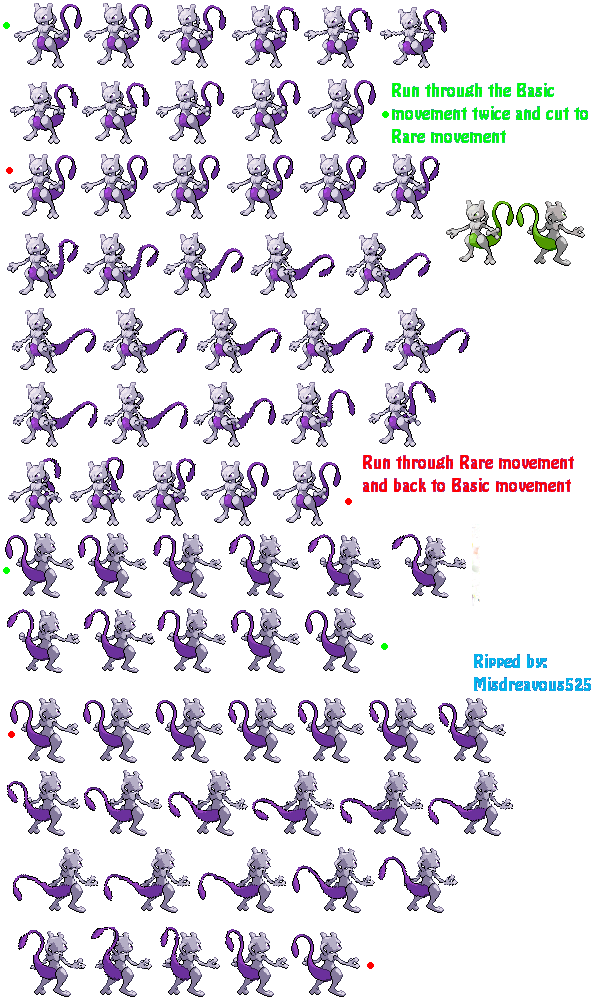 Run through the Basic
movement twice and cut to
Rare movement
Run through Rare movement
and back to Basic movement
Ripped by:
Misdreavous525